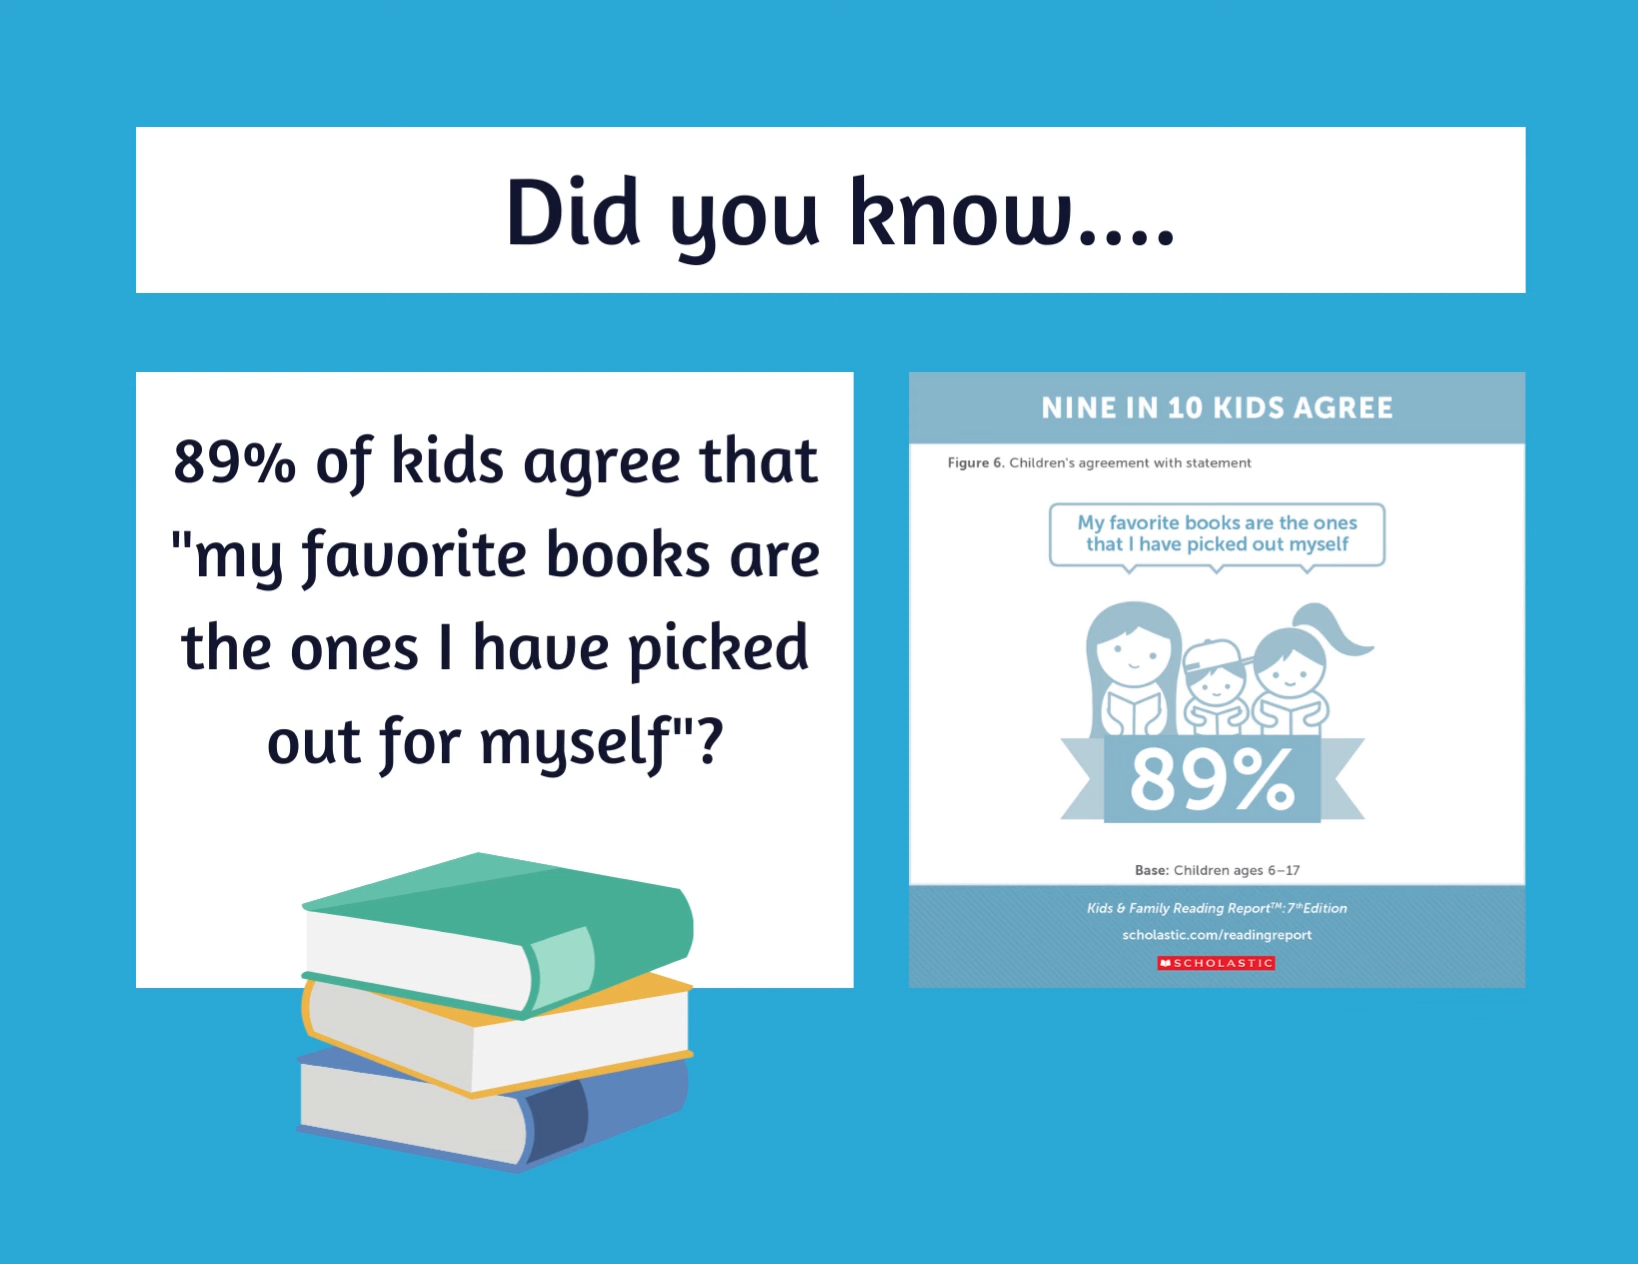 Did you know....
89% of kids agree that
"my favorite books are
the ones I have picked
out for myself"?
NINE IN 10 KIDS AGREE
Figure 6. Children's agreement with statement
My favorite books are the ones
that I have picked out myself
89%
Base: Children ages 6–17
Kids & Family Reading Report™: 7th Edition
scholastic.com/readingreport
SCHOLASTIC